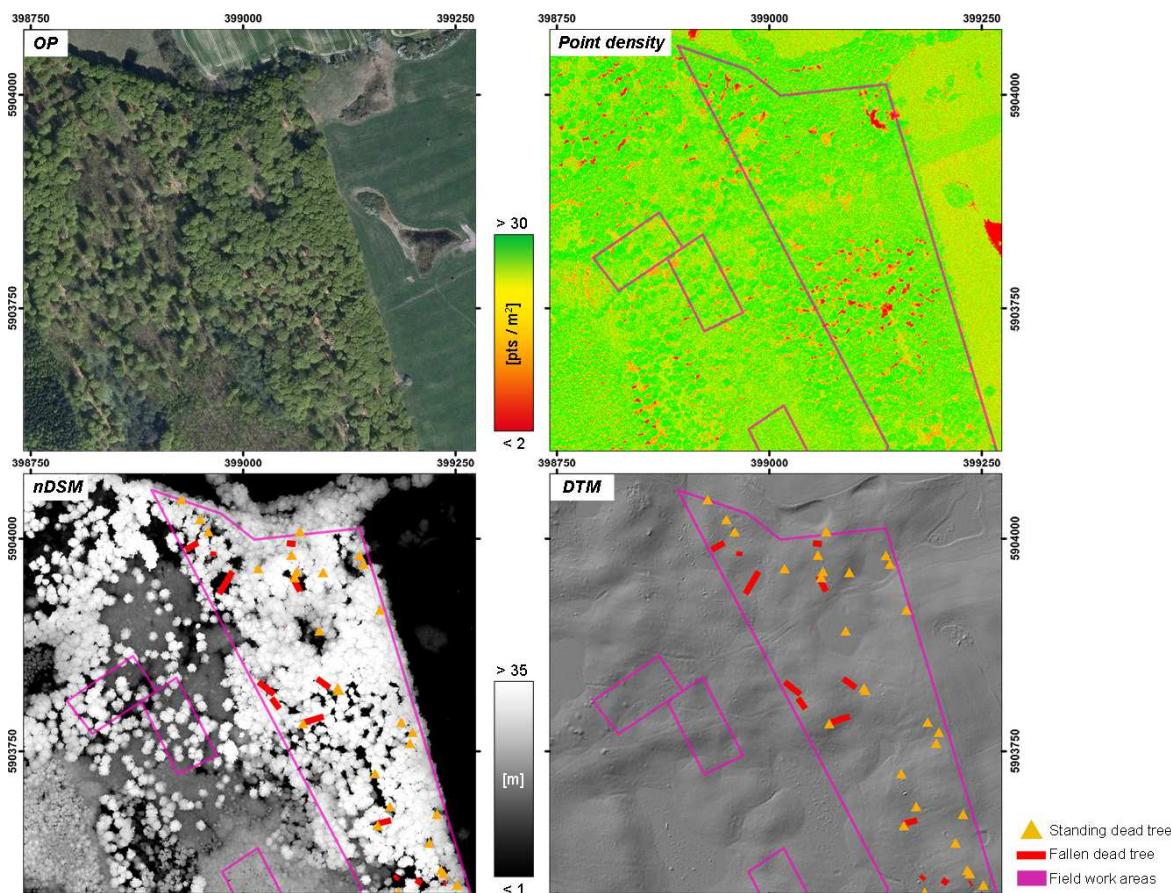 398750 399000 399250
OP
5904000
5903750
398750 399000 399250
Point density
5904000
5903750
> 30
[pts / m²]
< 2
398750 399000 399250
nDSM
5904000
5903750
> 35
[m]
< 1
398750 399000 399250
DTM
5904000
5903750
Standing dead tree
Fallen dead tree
Field work areas